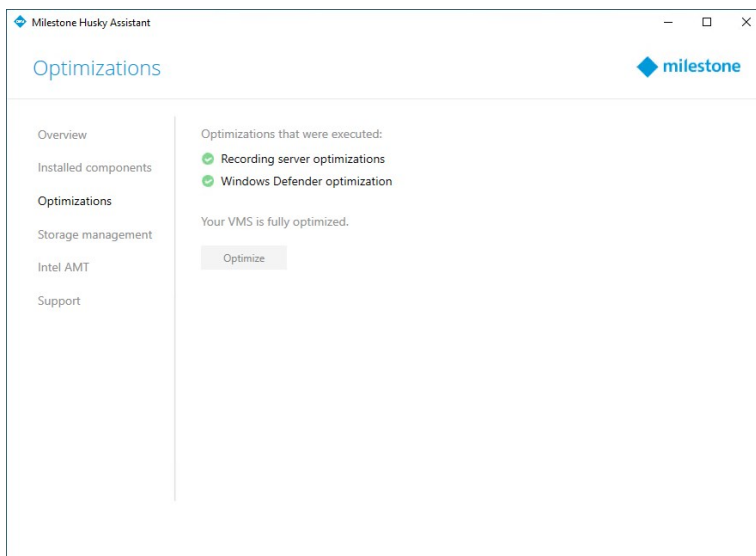 Milestone Husky Assistant
Optimizations
milestone
Overview
Installed components
Optimizations
Storage management
Intel AMT
Support
Optimizations that were executed:
Recording server optimizations
Windows Defender optimization
Your VMS is fully optimized.
Optimize